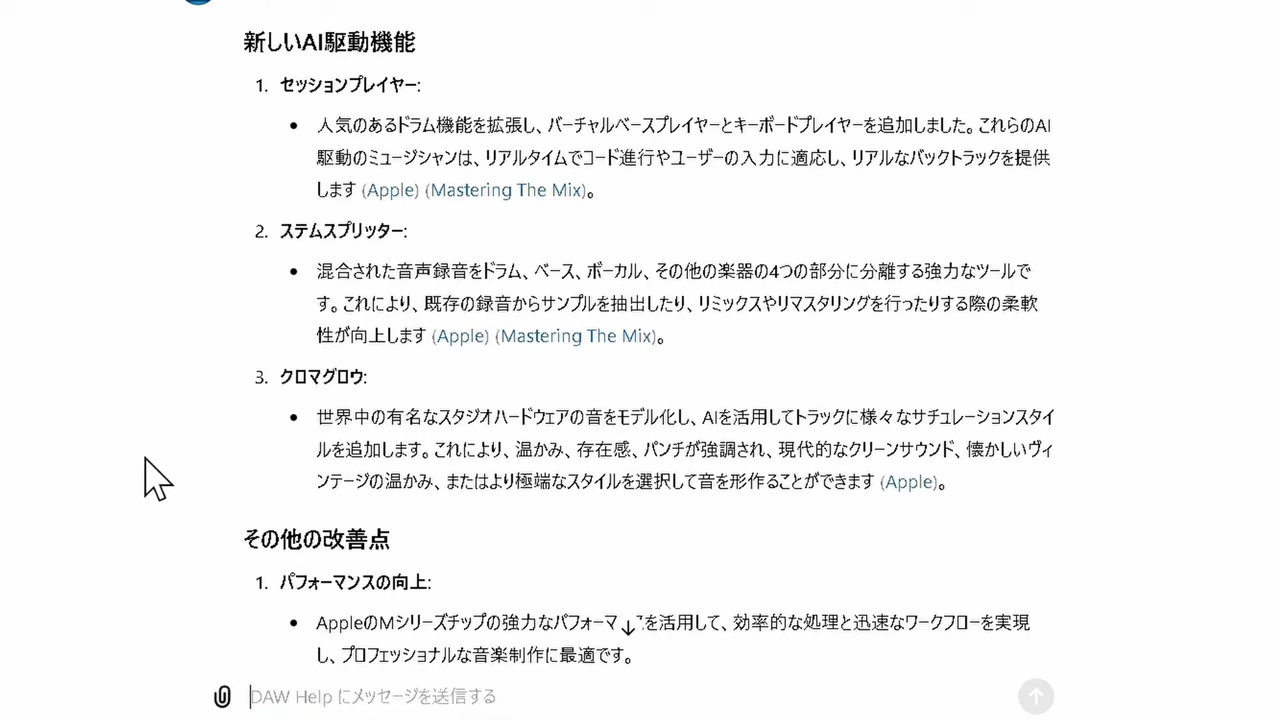 新しいAI駆動機能
1. セッションプレイヤー:
• 人気のあるドラム機能を拡張し、バーチャルベースプレイヤーとキーボードプレイヤーを追加しました。これらのAI
駆動のミュージシャンは、リアルタイムでコード進行やユーザーの入力に適応し、リアルなバックトラックを提供
します (Apple) (Mastering The Mix)。
2. ステムスプリッター:
• 混合された音声録音をドラム、ベース、ボーカル、その他の楽器の4つの部分に分離する強力なツールで
す。これにより、既存の録音からサンプルを抽出したり、リミックスやリマスタリングを行ったりする際の柔軟
性が向上します (Apple) (Mastering The Mix)。
3. クロマグロウ:
• 世界中の有名なスタジオハードウェアの音をモデル化し、AIを活用してトラックに様々なサチュレーションスタイ
ルを追加します。これにより、温かみ、存在感、パンチが強調され、現代的なクリーンサウンド、懐かしいヴィ
ンテージの温かみ、またはより極端なスタイルを選択して音を形作ることができます (Apple)。
その他の改善点
1. パフォーマンスの向上:
• AppleのMシリーズチップの強力なパフォーマ を活用して、効率的な処理と迅速なワークフローを実現
し、プロフェッショナルな音楽制作に最適です。
DAW Help にメッセージを送信する